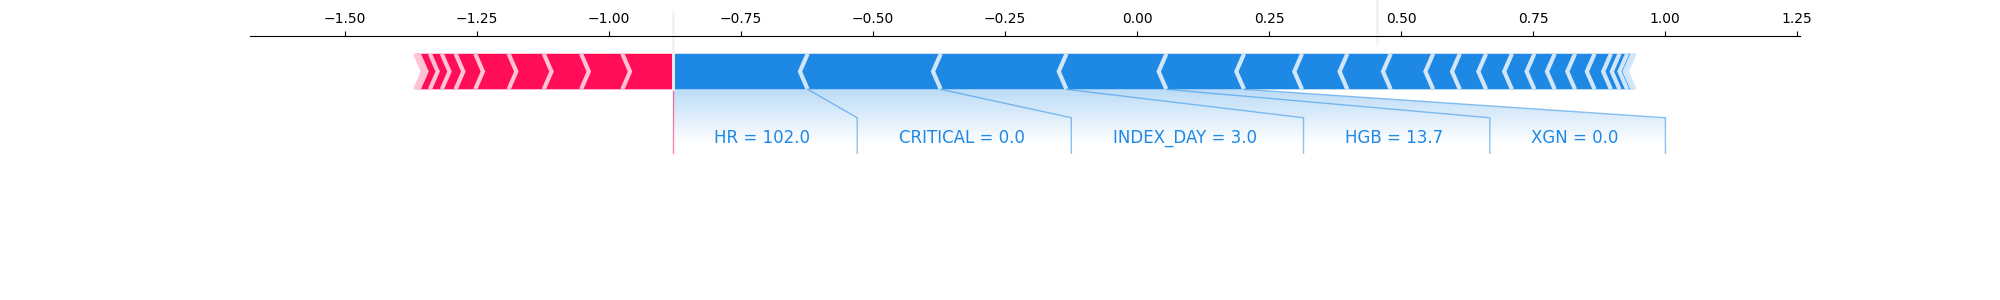 −1.50 −1.25 −1.00 −0.75 −0.50 −0.25 0.00 0.25 0.50 0.75 1.00 1.25
HR = 102.0 CRITICAL = 0.0 INDEX_DAY = 3.0 HGB = 13.7 XGN = 0.0